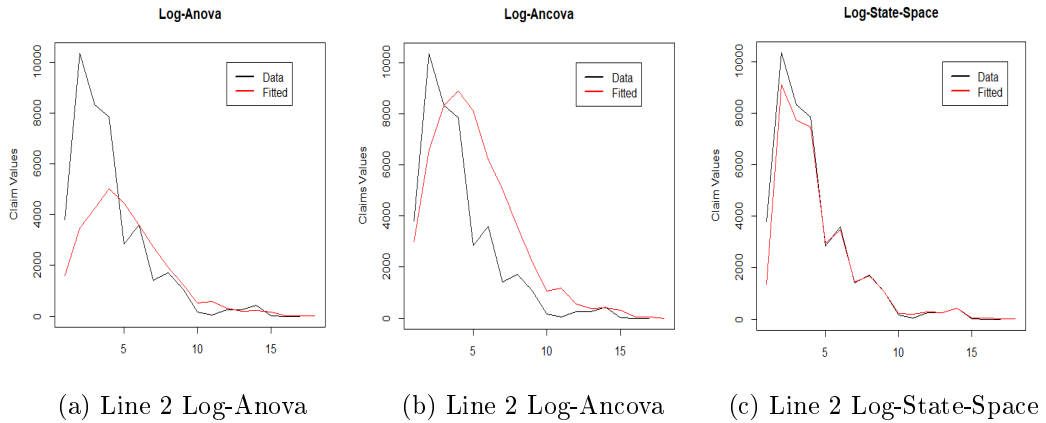 Log-Anova
Claim Values
0 2000 4000 6000 8000 10000
Data
Fitted
5 10 15
(a) Line 2 Log-Anova
Log-Ancova
Claims Values
0 2000 4000 6000 8000 10000
Data
Fitted
5 10 15
(b) Line 2 Log-Ancova
Log-State-Space
Claim Values
0 2000 4000 6000 8000 10000
Data
Fitted
5 10 15
(c) Line 2 Log-State-Space